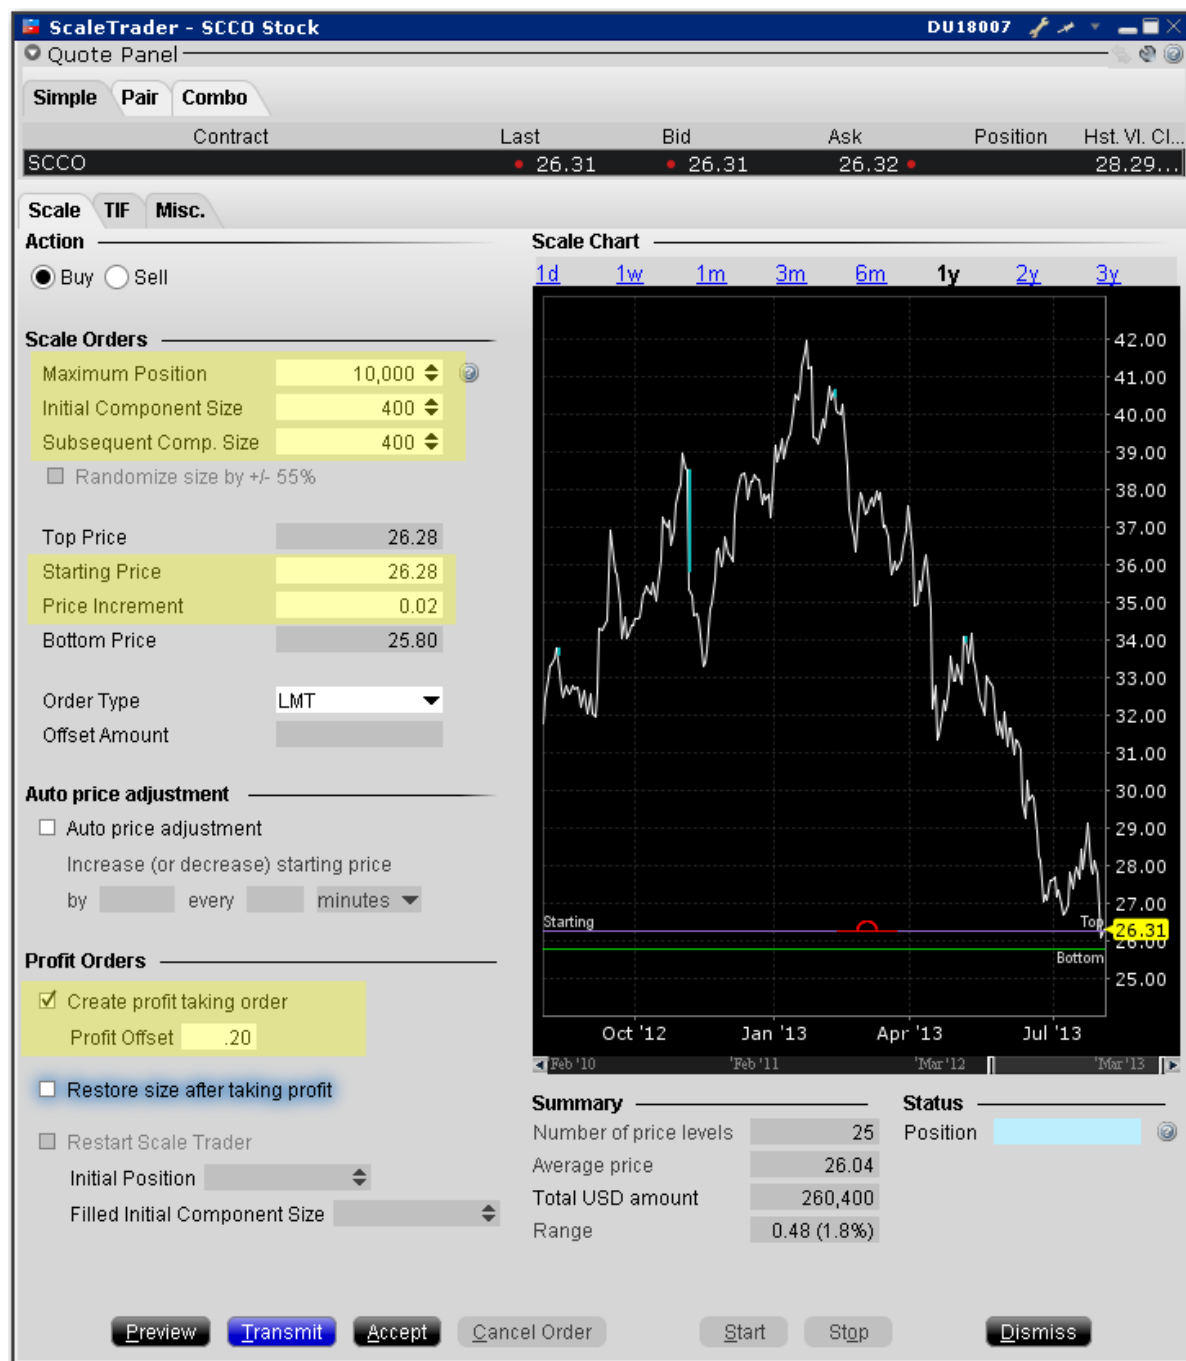 ScaleTrader - SCCO Stock DU18007
Quote Panel
Simple Pair Combo
Contract Last Bid Ask Position Hst. Vl. Cl...
SCCO 26.31 26.31 26.32 28.29...
Scale TIF Misc.
Action
Buy Sell
Scale Orders
Maximum Position 10,000
Initial Component Size 400
Subsequent Comp. Size 400
Randomize size by +/- 55%
Top Price 26.28
Starting Price 26.28
Price Increment 0.02
Bottom Price 25.80
Order Type LMT
Offset Amount
Auto price adjustment
Auto price adjustment
Increase (or decrease) starting price
by every minutes
Profit Orders
Create profit taking order
Profit Offset .20
Restore size after taking profit
Restart Scale Trader
Initial Position
Filled Initial Component Size
Scale Chart
1d 1w 1m 3m 6m 1y 2y 3y
42.00
41.00
40.00
39.00
38.00
37.00
36.00
35.00
34.00
33.00
32.00
31.00
30.00
29.00
28.00
27.00
Starting Top 26.31
26.00
Bottom
25.00
Oct '12 Jan '13 Apr '13 Jul '13
Feb '10 'Feb '11 'Mar '12 'Mar '13
Summary
Number of price levels 25
Average price 26.04
Total USD amount 260,400
Range 0.48 (1.8%)
Status
Position
Preview Transmit Accept Cancel Order Start Stop Dismiss